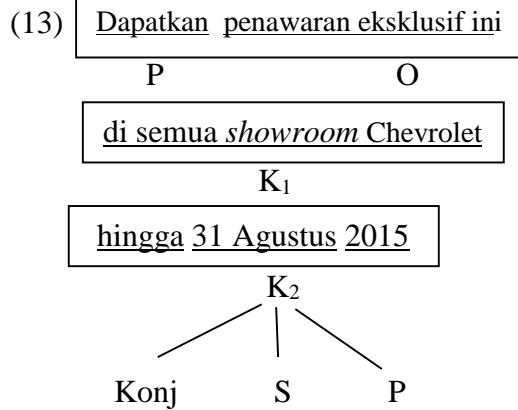 (13) Dapatkan penawaran eksklusif ini
P O
di semua showroom Chevrolet
K₁
hingga 31 Agustus 2015
K₂
Konj S P